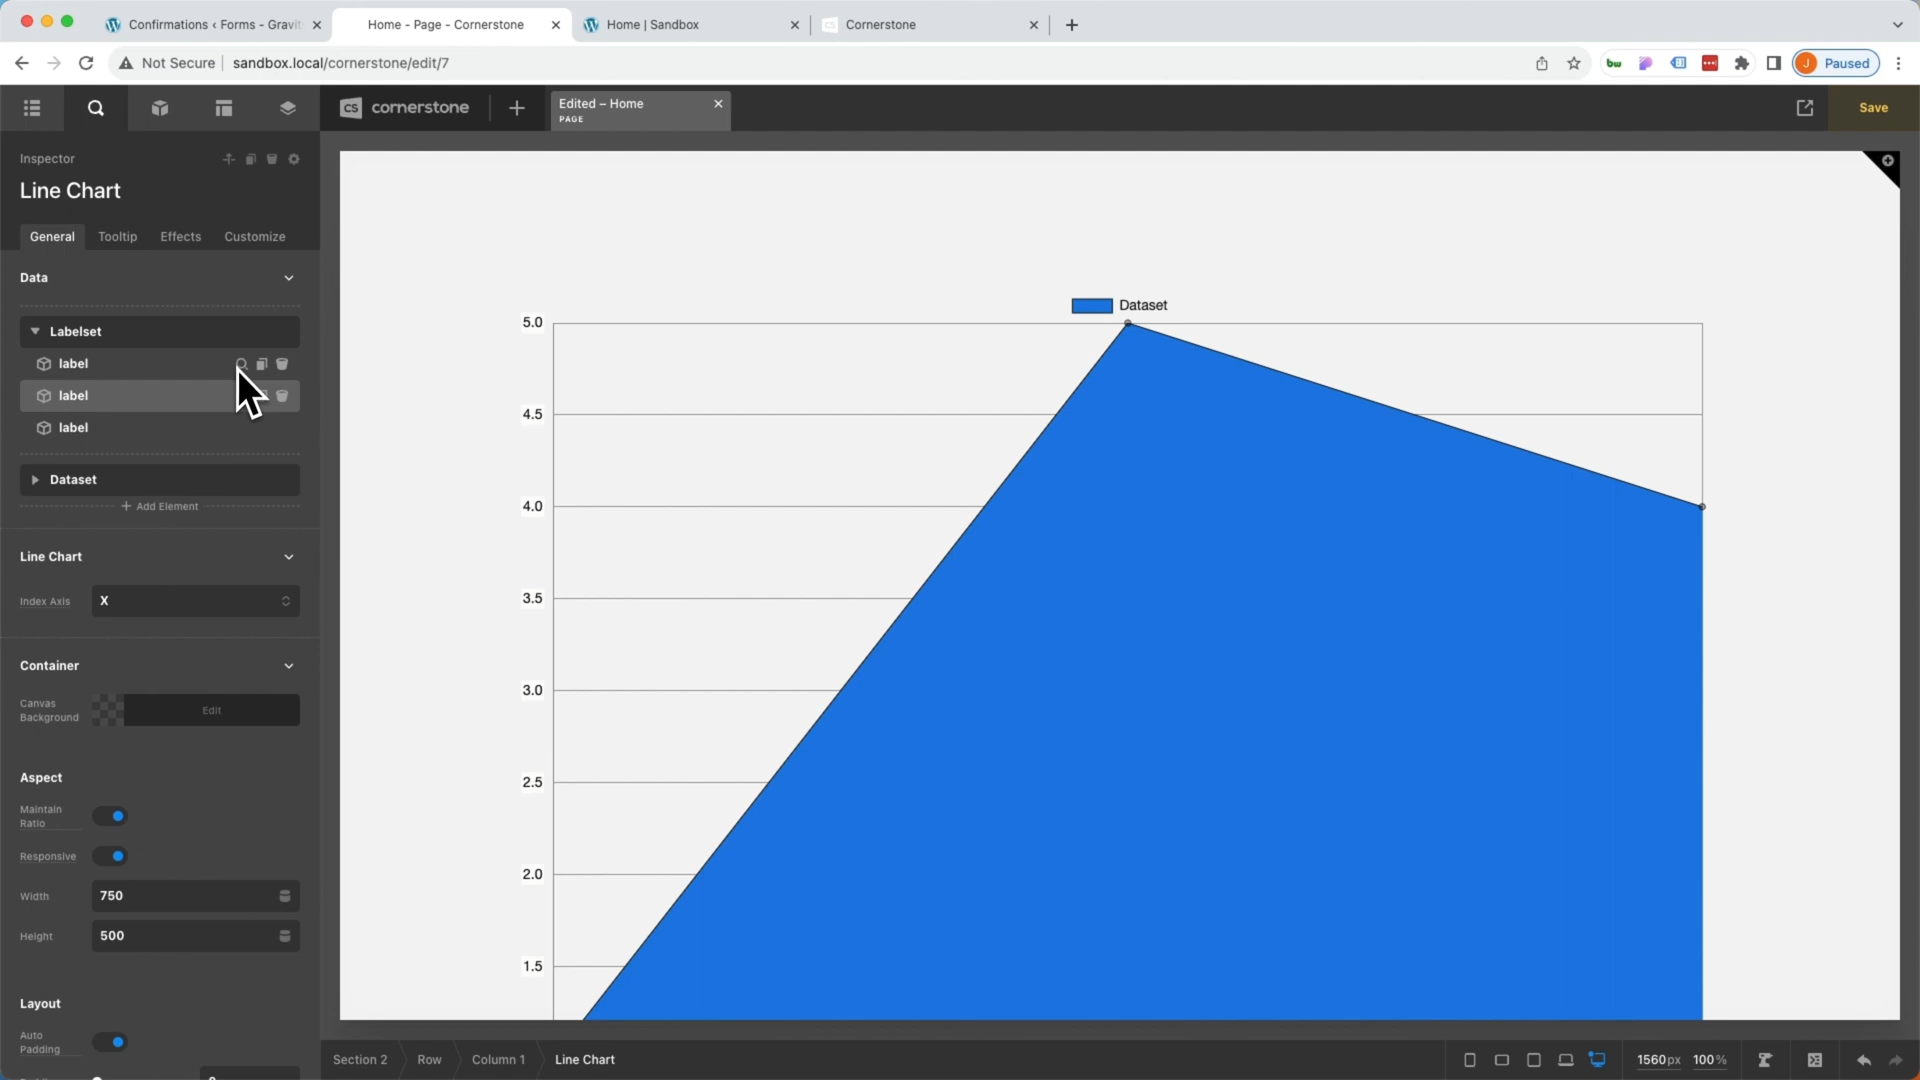 Confirmations ‹ Forms - Gravit
Home - Page - Cornerstone
Home | Sandbox
Cornerstone
Not Secure
sandbox.local/cornerstone/edit/7
bw
J
Paused
cs cornerstone
Edited – Home
PAGE
Save
Inspector
Line Chart
General
Tooltip
Effects
Customize
Data
Labelset
label
label
label
Dataset
Add Element
Line Chart
Index Axis
X
Container
Canvas
Background
Edit
Aspect
Maintain
Ratio
Responsive
Width
750
Height
500
Layout
Auto
Padding
Dataset
5.0
4.5
4.0
3.5
3.0
2.5
2.0
1.5
Section 2
Row
Column 1
Line Chart
1560px
100%